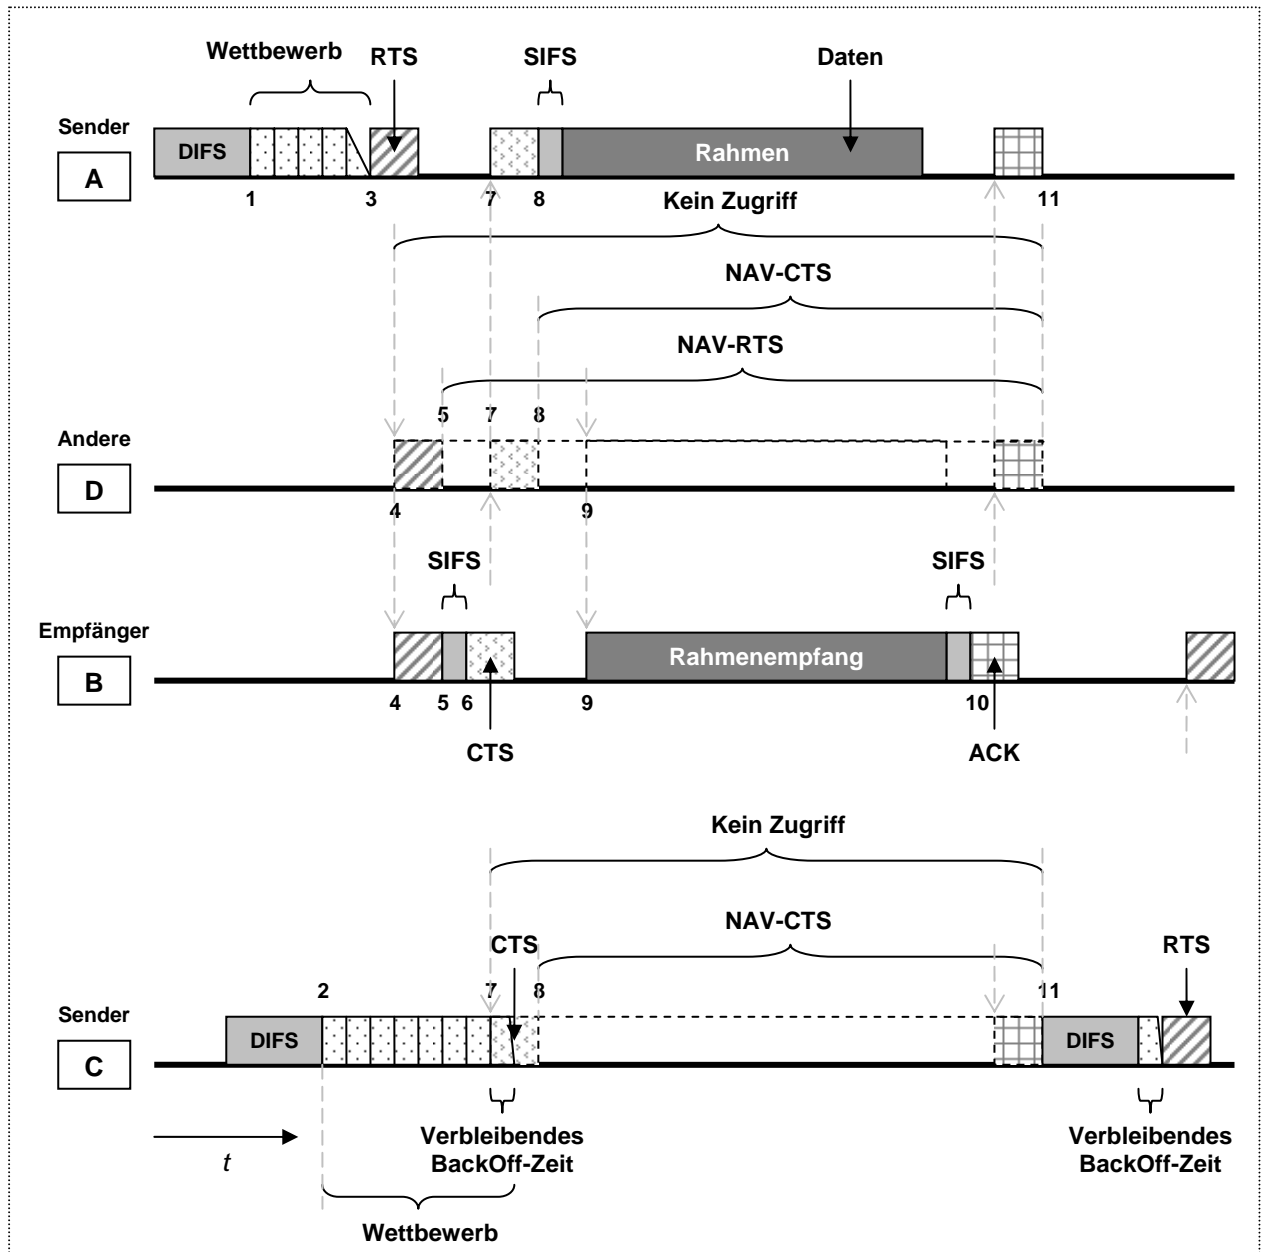 Wettbewerb RTS SIFS Daten
Sender
DIFS Rahmen
A
1 3 7 8 Kein Zugriff 11
NAV-CTS
NAV-RTS
5 7 8
Andere
D
4 9
SIFS SIFS
Empfänger
Rahmenempfang
B
4 5 6 9 10
CTS ACK
Kein Zugriff
NAV-CTS
CTS RTS
2 7 8 11
Sender
DIFS DIFS
C
Verbleibendes Verbleibendes
t BackOff-Zeit BackOff-Zeit
Wettbewerb